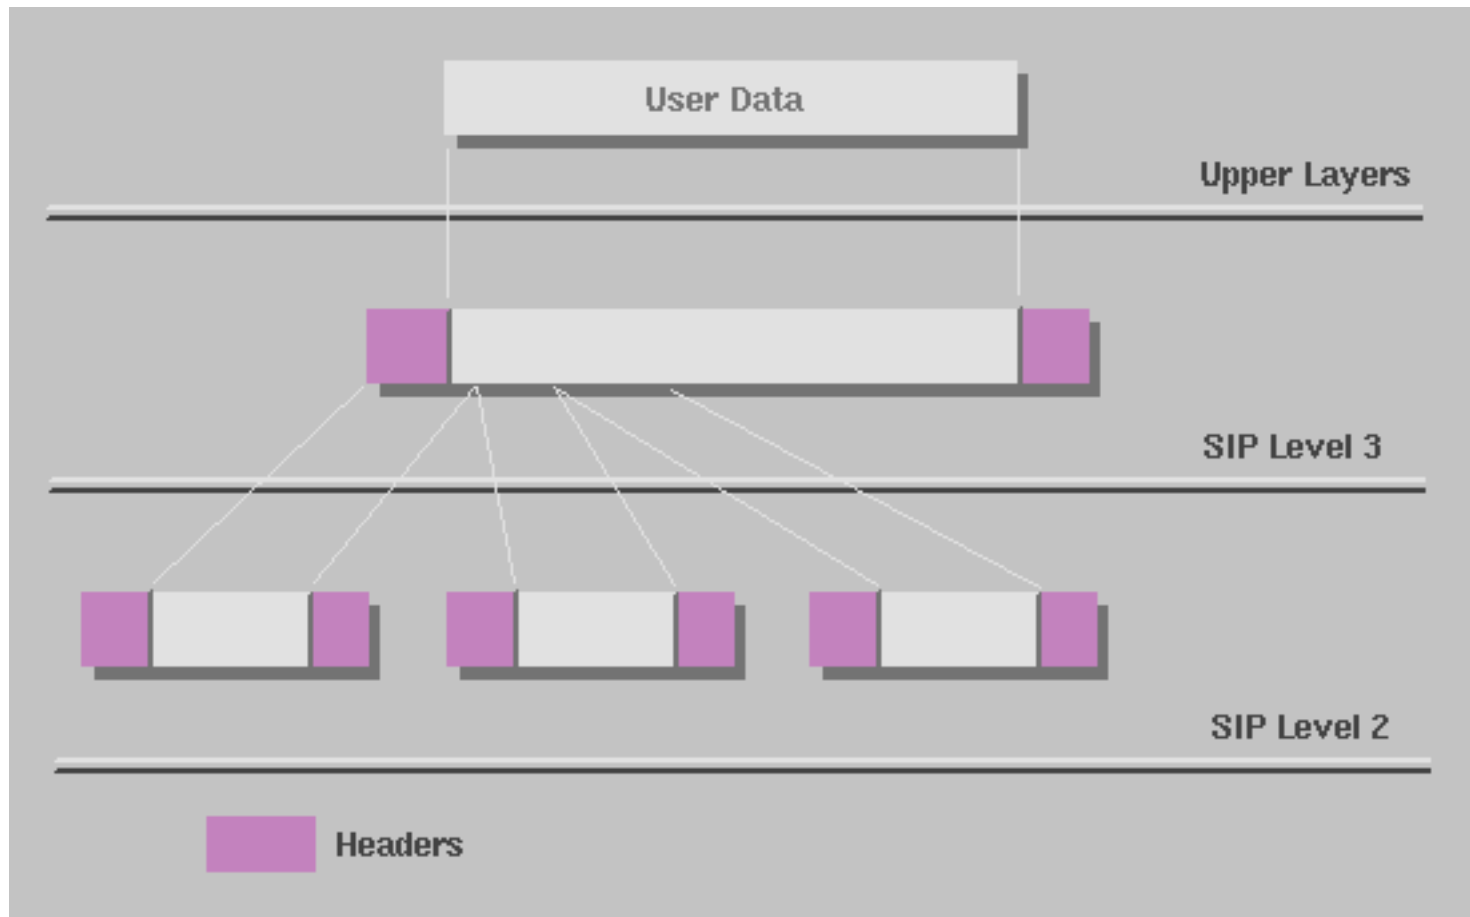 User Data
Upper Layers
SIP Level 3
SIP Level 2
Headers